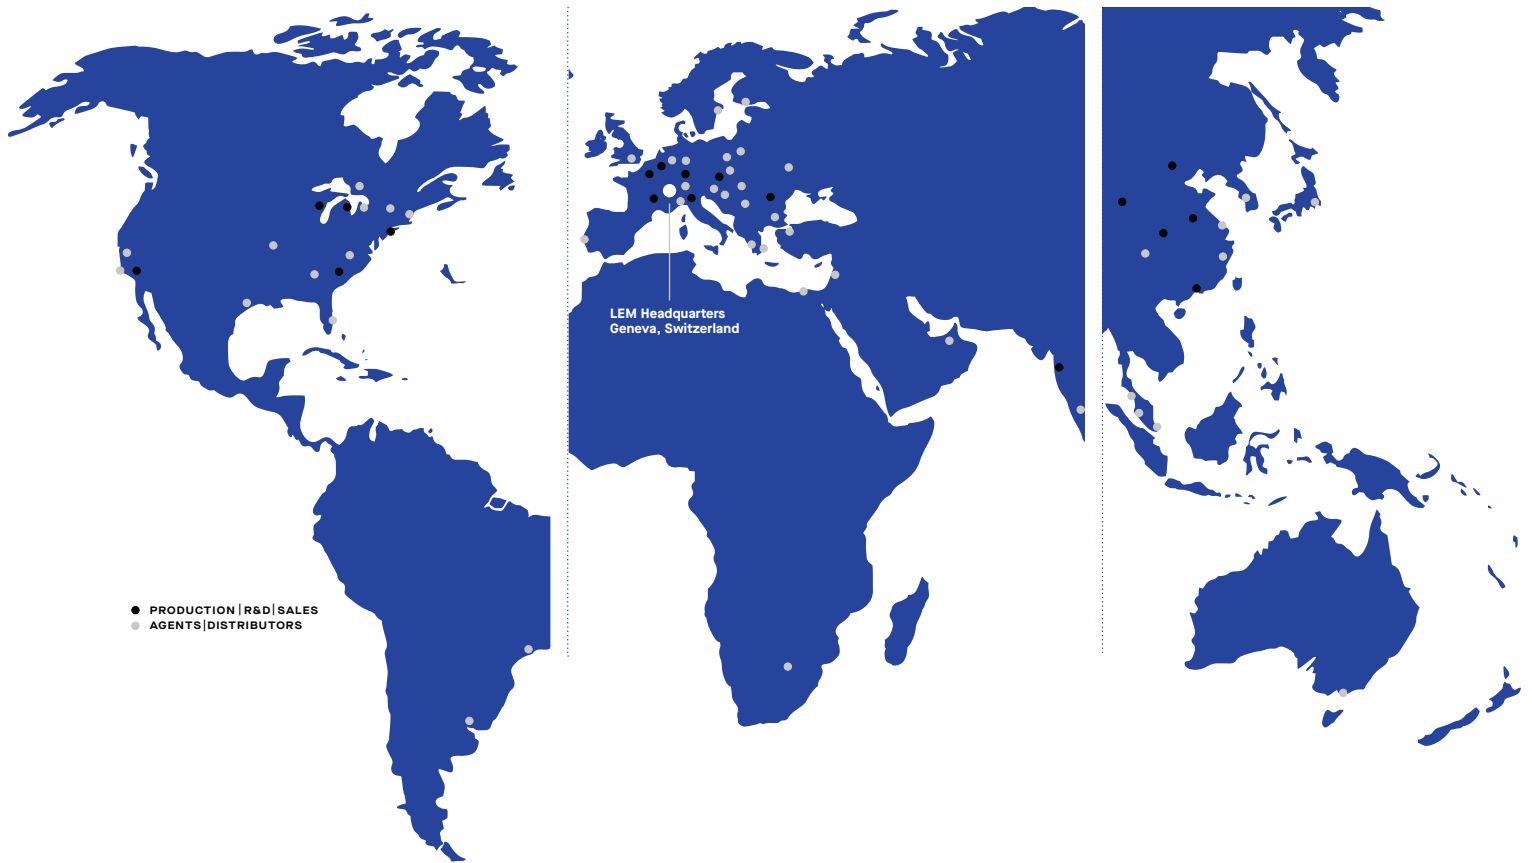 LEM Headquarters
Geneva, Switzerland
PRODUCTION|R&D|SALES
AGENTS|DISTRIBUTORS